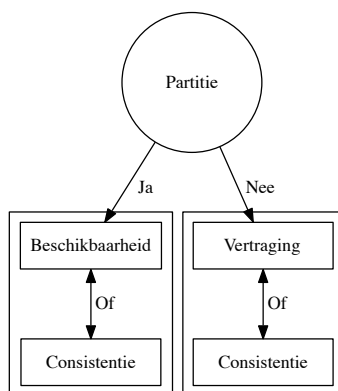 Partitie
Ja
Nee
Beschikbaarheid
Vertraging
Of
Of
Consistentie
Consistentie